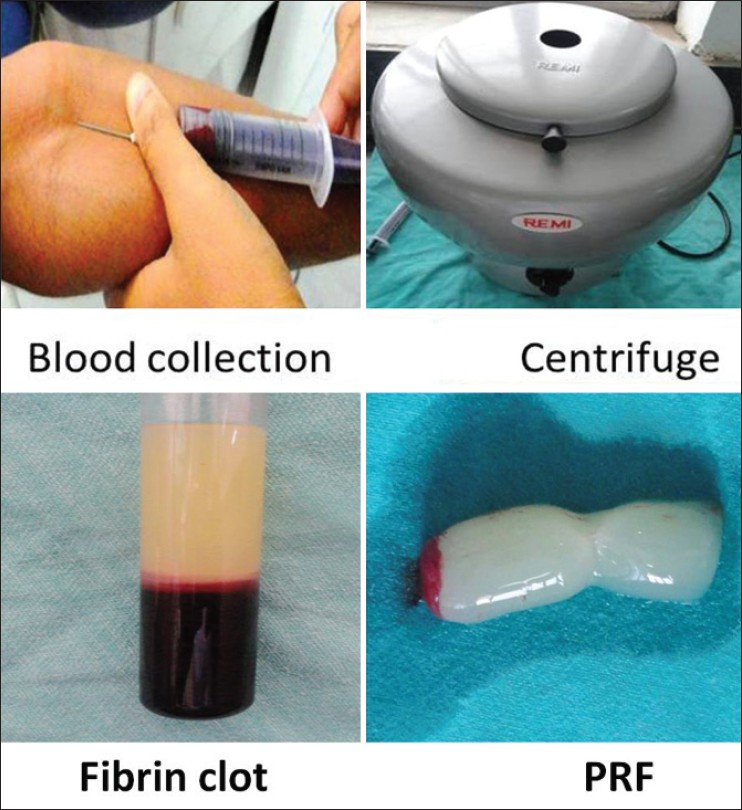 REMI
REMI
Blood collection
Centrifuge
Fibrin clot
PRF